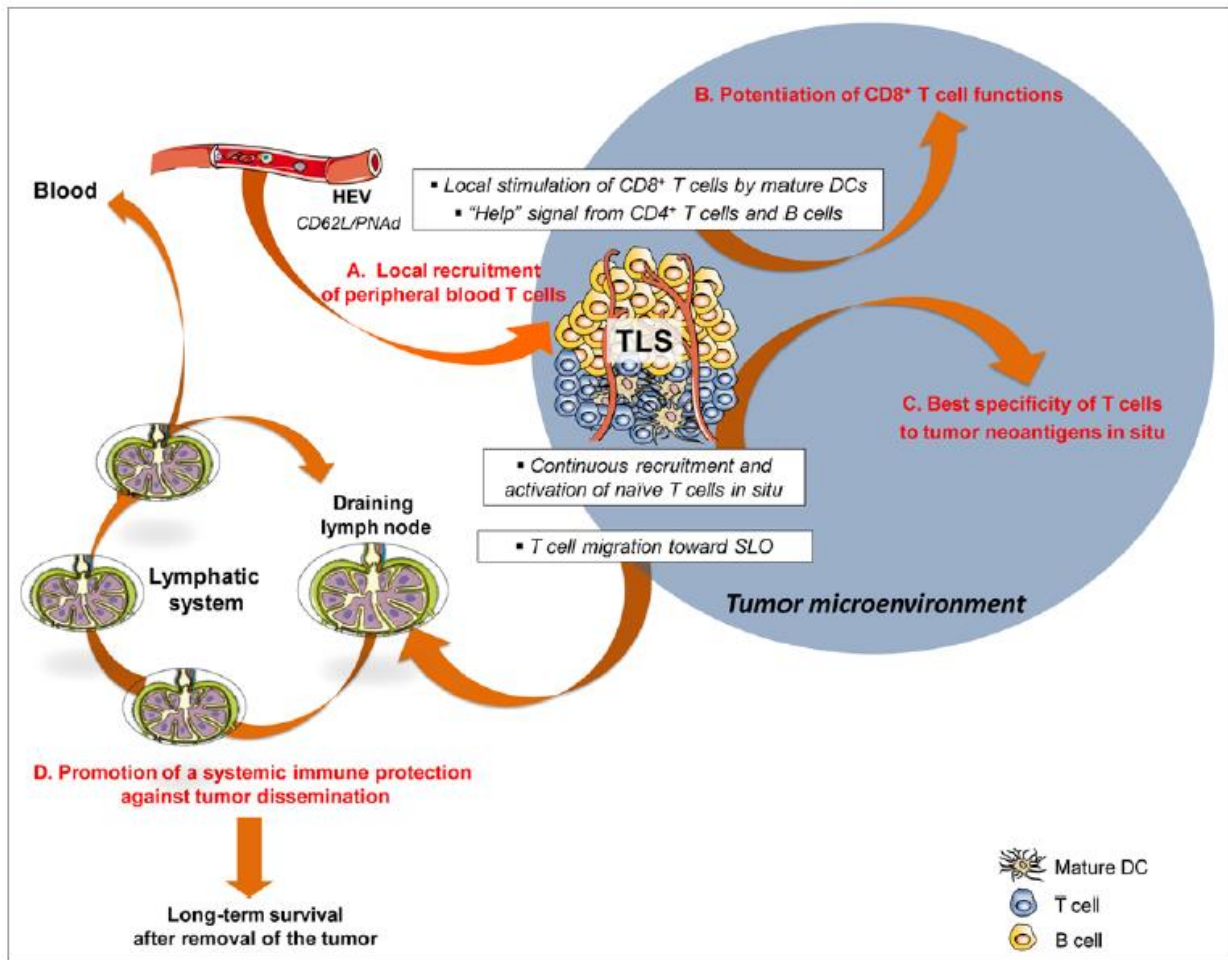 B. Potentiation of CD8⁺ T cell functions
Blood
HEV
CD62L/PNAd
▪ Local stimulation of CD8⁺ T cells by mature DCs
▪ "Help" signal from CD4⁺ T cells and B cells
A. Local recruitment
of peripheral blood T cells
TLS
C. Best specificity of T cells
to tumor neoantigens in situ
▪ Continuous recruitment and
activation of naïve T cells in situ
Draining
lymph node
▪ T cell migration toward SLO
Lymphatic
system
Tumor microenvironment
D. Promotion of a systemic immune protection
against tumor dissemination
Long-term survival
after removal of the tumor
Mature DC
T cell
B cell